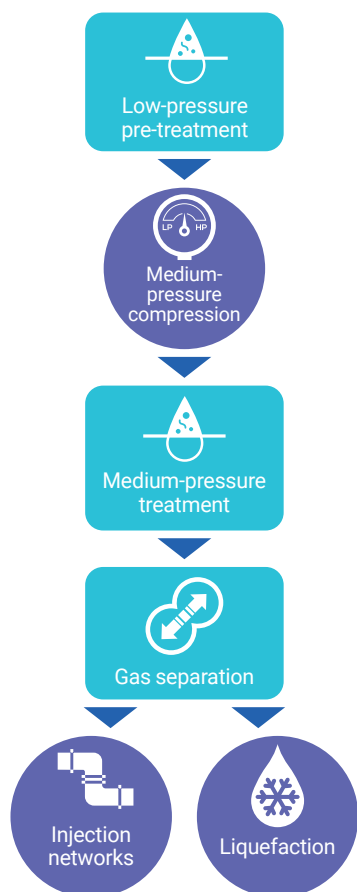 Low-pressure
pre-treatment
LP HP
Medium-
pressure
compression
Medium-pressure
treatment
Gas separation
Injection
networks
Liquefaction